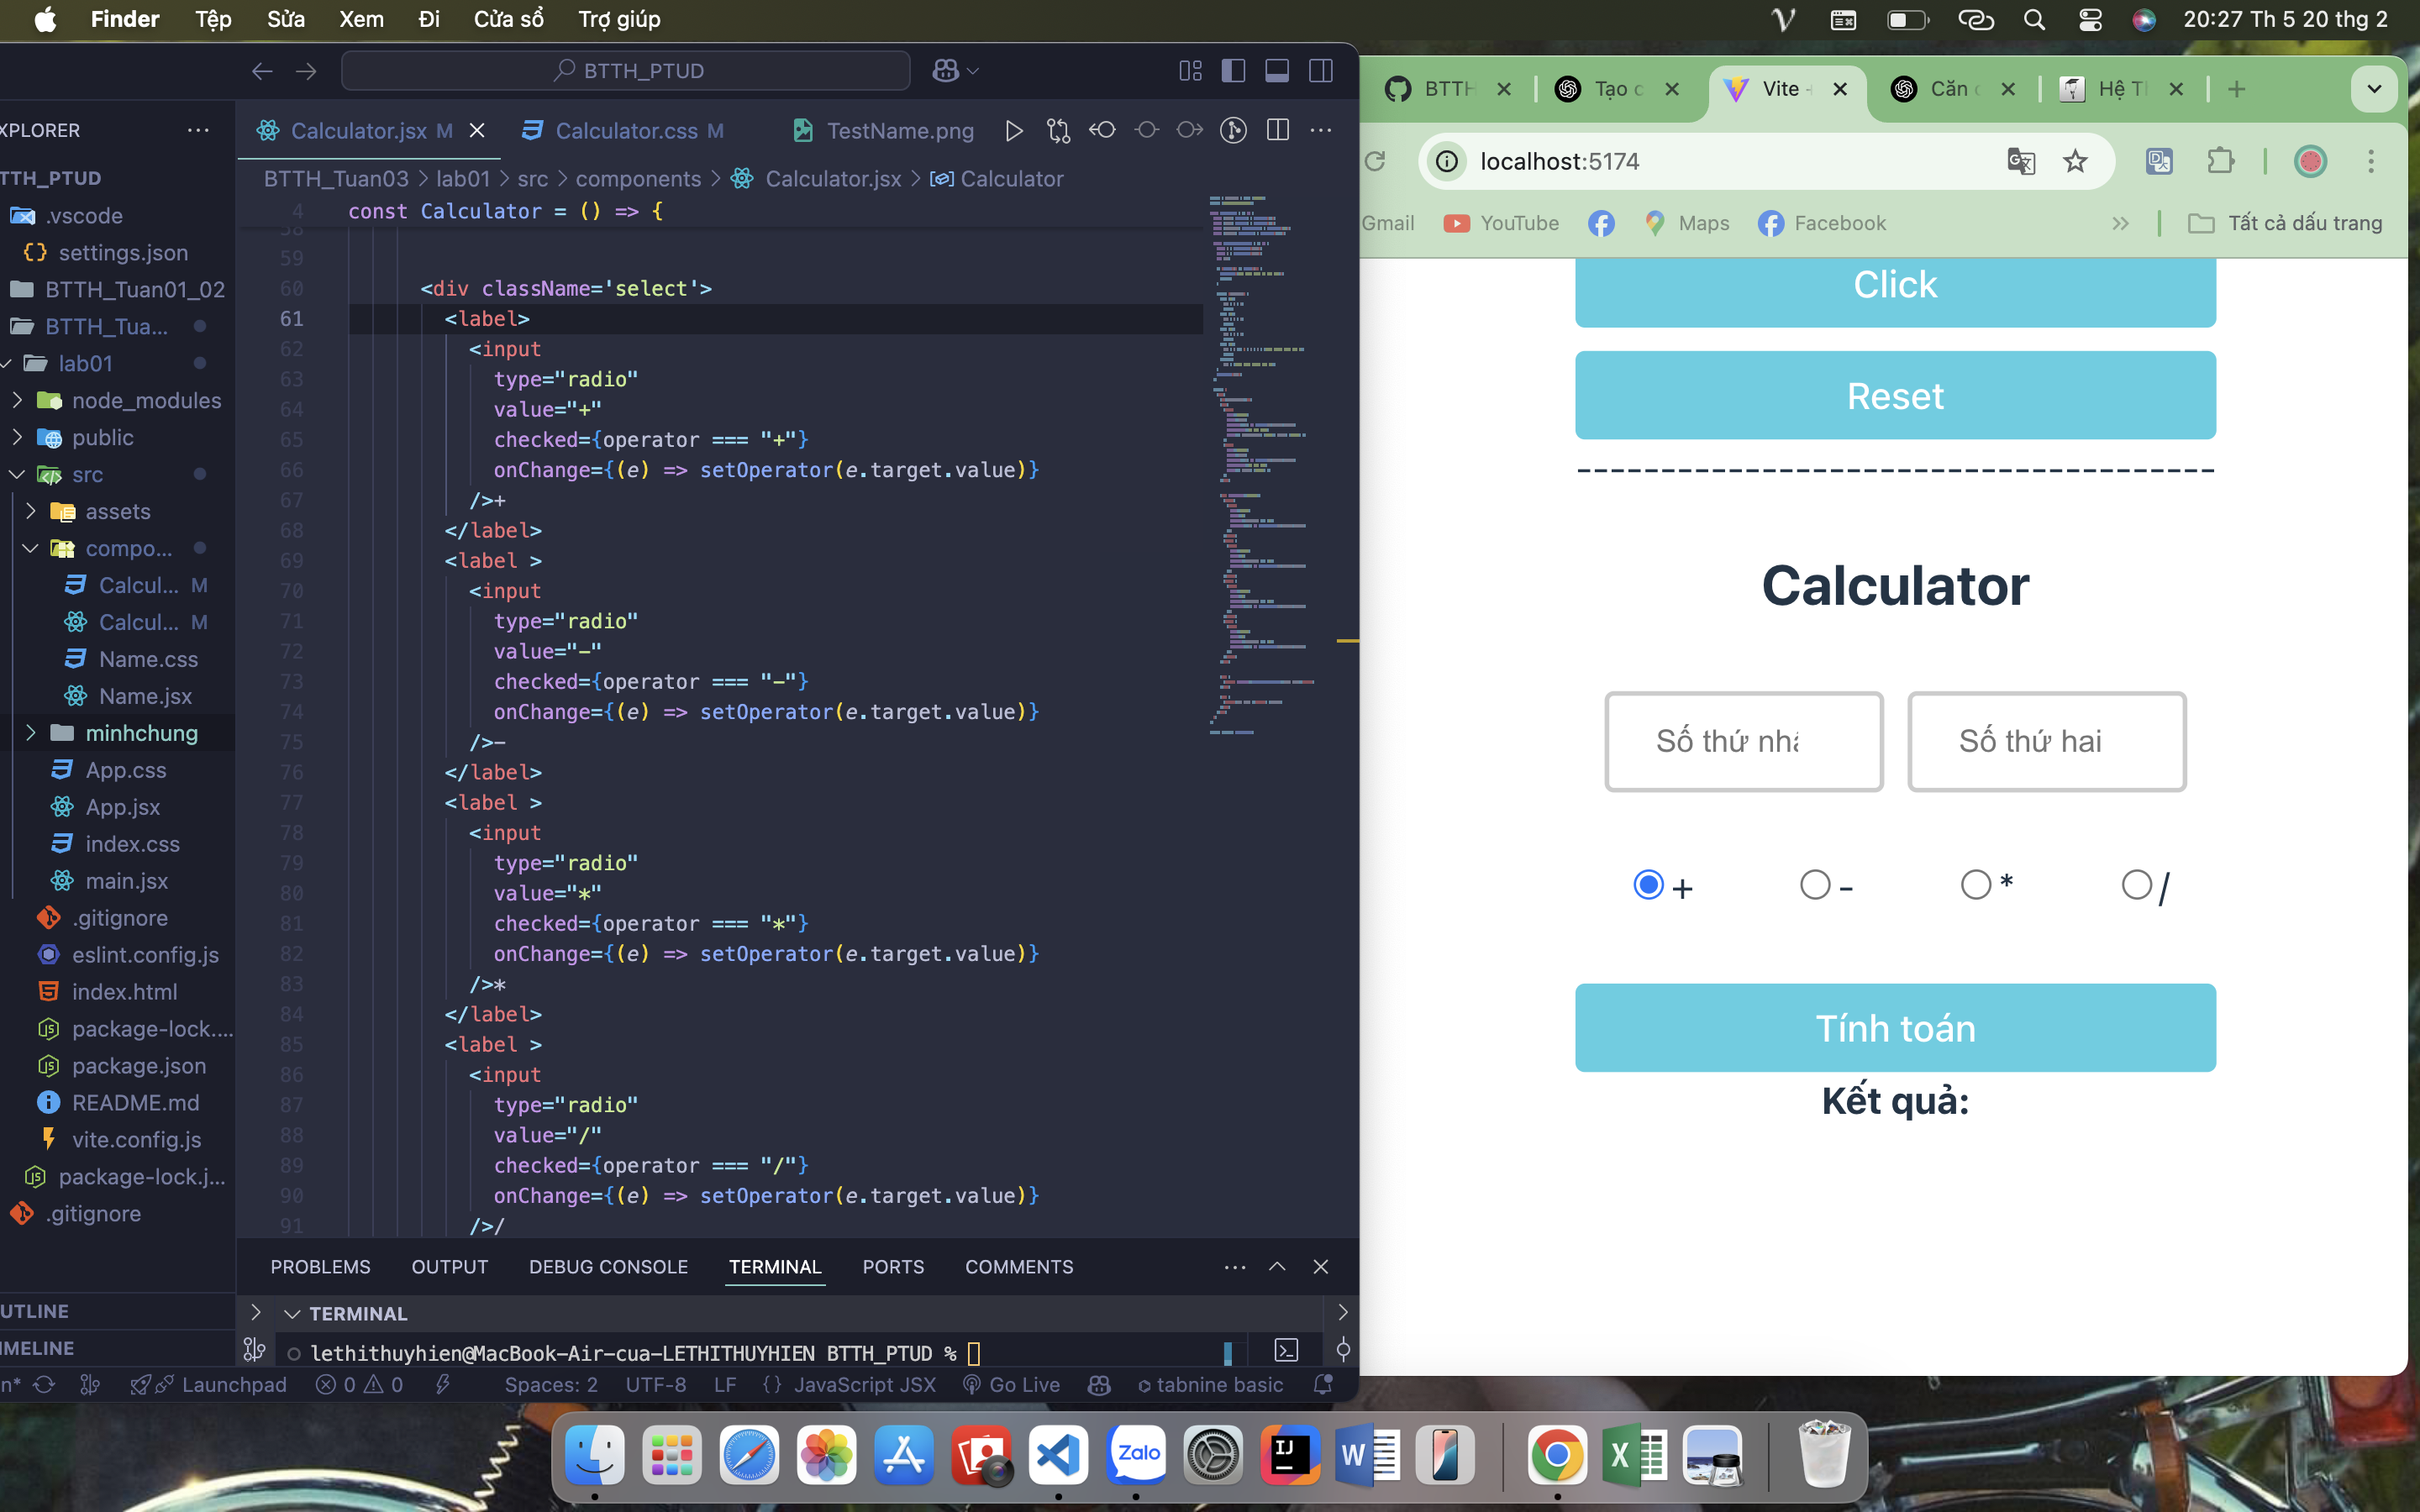 Finder Tệp Sửa Xem Đi Cửa sổ Trợ giúp 20:27 Th 5 20 thg 2
BTTH_PTUD
XPLORER
TTH_PTUD
.vscode
settings.json
BTTH_Tuan01_02
BTTH_Tua...
lab01
node_modules
public
src
assets
compo...
Calcul... M
Calcul... M
Name.css
Name.jsx
minhchung
App.css
App.jsx
index.css
main.jsx
.gitignore
eslint.config.js
index.html
package-lock....
package.json
README.md
vite.config.js
package-lock.j...
.gitignore
UTLINE
IMELINE
Calculator.jsx M Calculator.css M TestName.png
BTTH_Tuan03 > lab01 > src > components > Calculator.jsx > Calculator
4 const Calculator = () => {
58
59
60 <div className='select'>
61 <label>
62 <input
63 type="radio"
64 value="+"
65 checked={operator === "+"}
66 onChange={(e) => setOperator(e.target.value)}
67 />+
68 </label>
69 <label >
70 <input
71 type="radio"
72 value="-"
73 checked={operator === "-"}
74 onChange={(e) => setOperator(e.target.value)}
75 />-
76 </label>
77 <label >
78 <input
79 type="radio"
80 value="*"
81 checked={operator === "*"}
82 onChange={(e) => setOperator(e.target.value)}
83 />*
84 </label>
85 <label >
86 <input
87 type="radio"
88 value="/"
89 checked={operator === "/"}
90 onChange={(e) => setOperator(e.target.value)}
91 />/
PROBLEMS OUTPUT DEBUG CONSOLE TERMINAL PORTS COMMENTS
TERMINAL
lethithuyhien@MacBook-Air-cua-LETHITHUYHIEN BTTH_PTUD %
n* Launchpad 0 0 Spaces: 2 UTF-8 LF {} JavaScript JSX Go Live tabnine basic
BTTH Tạo Vite Căn Hệ
localhost:5174
Gmail YouTube Maps Facebook Tất cả dấu trang
Click
Reset
--------------------------------------
Calculator
Số thứ Số thứ hai
+ - * /
Tính toán
Kết quả:
IJ W Zalo X